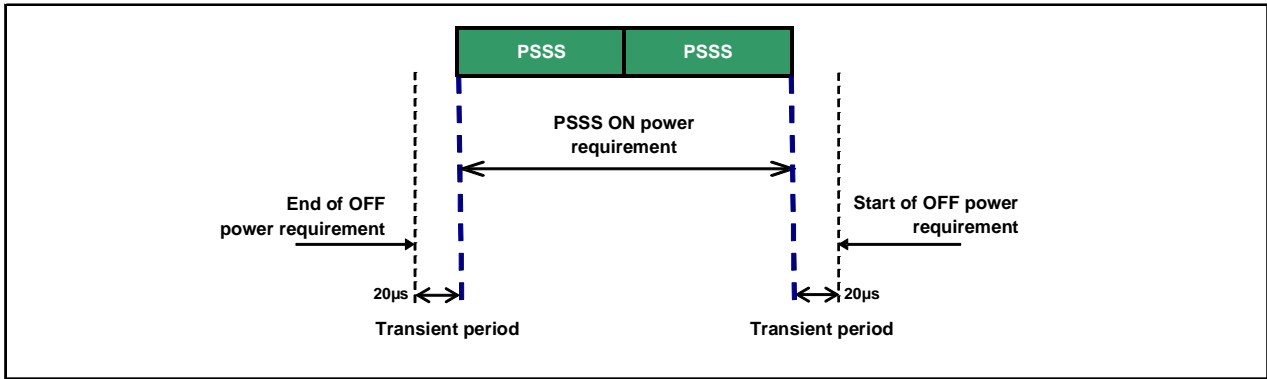 PSSS PSSS
PSSS ON power
requirement
End of OFF
power requirement
Start of OFF power
requirement
20µs
20µs
Transient period
Transient period